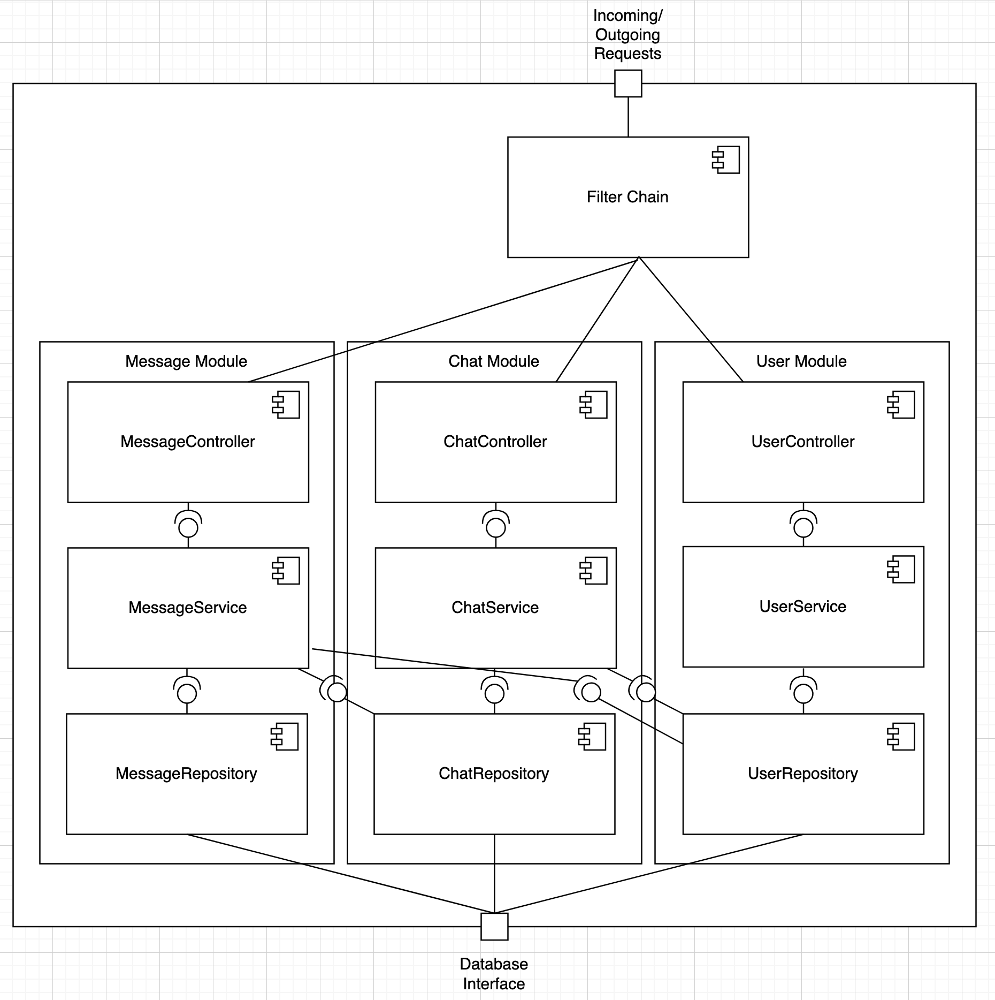 Incoming/
Outgoing
Requests
Filter Chain
Message Module
Chat Module
User Module
MessageController
ChatController
UserController
MessageService
ChatService
UserService
MessageRepository
ChatRepository
UserRepository
Database
Interface